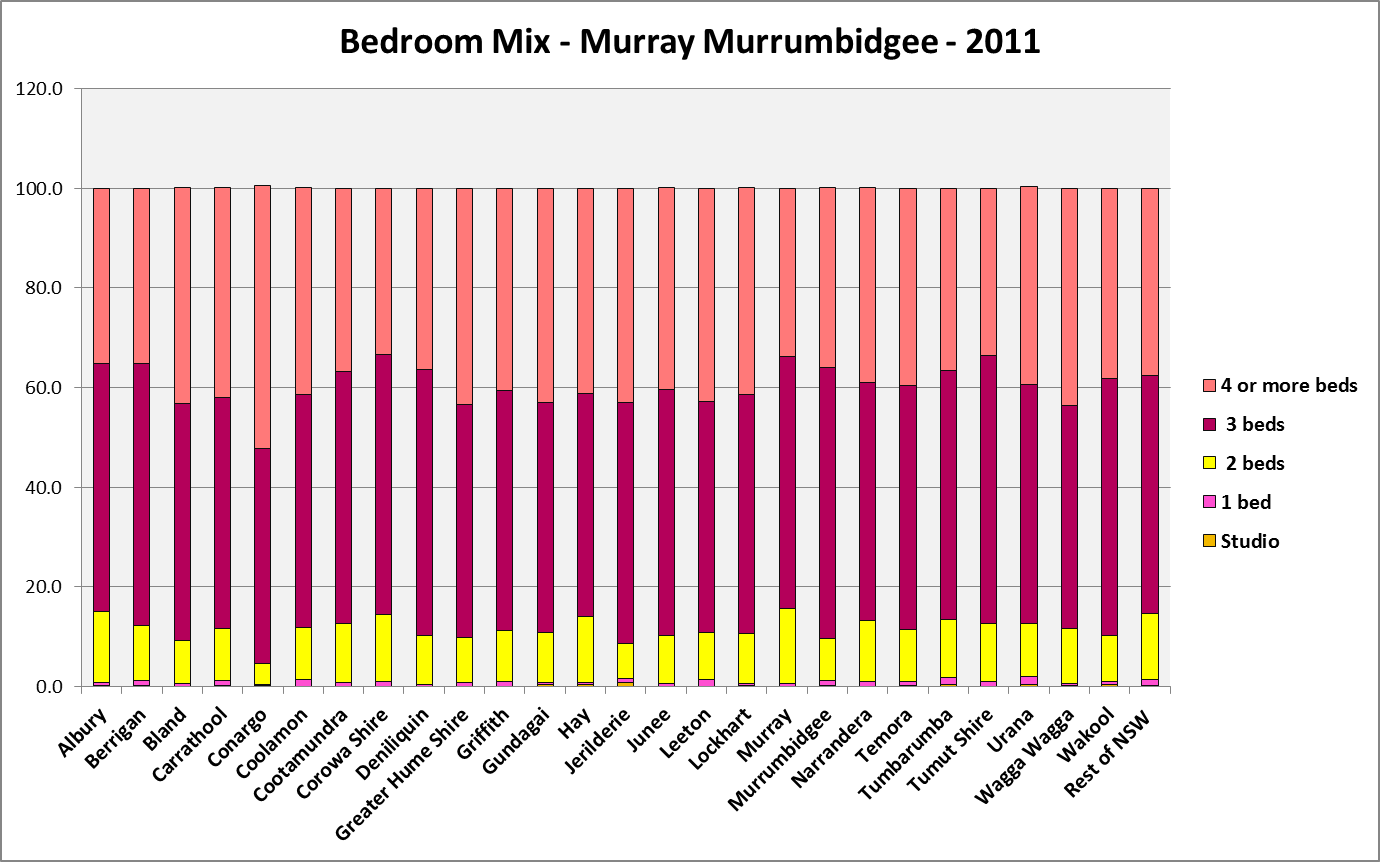 Bedroom Mix - Murray Murrumbidgee - 2011
120.0
100.0
80.0
60.0
40.0
20.0
0.0
Albury
Berrigan
Bland
Carrathool
Conargo
Coolamon
Cootamundra
Corowa Shire
Deniliquin
Greater Hume Shire
Griffith
Gundagai
Hay
Jerilderie
Junee
Leeton
Lockhart
Murray
Murrumbidgee
Narrandera
Temora
Tumbarumba
Tumut Shire
Urana
Wagga Wagga
Wakool
Rest of NSW
4 or more beds
3 beds
2 beds
1 bed
Studio